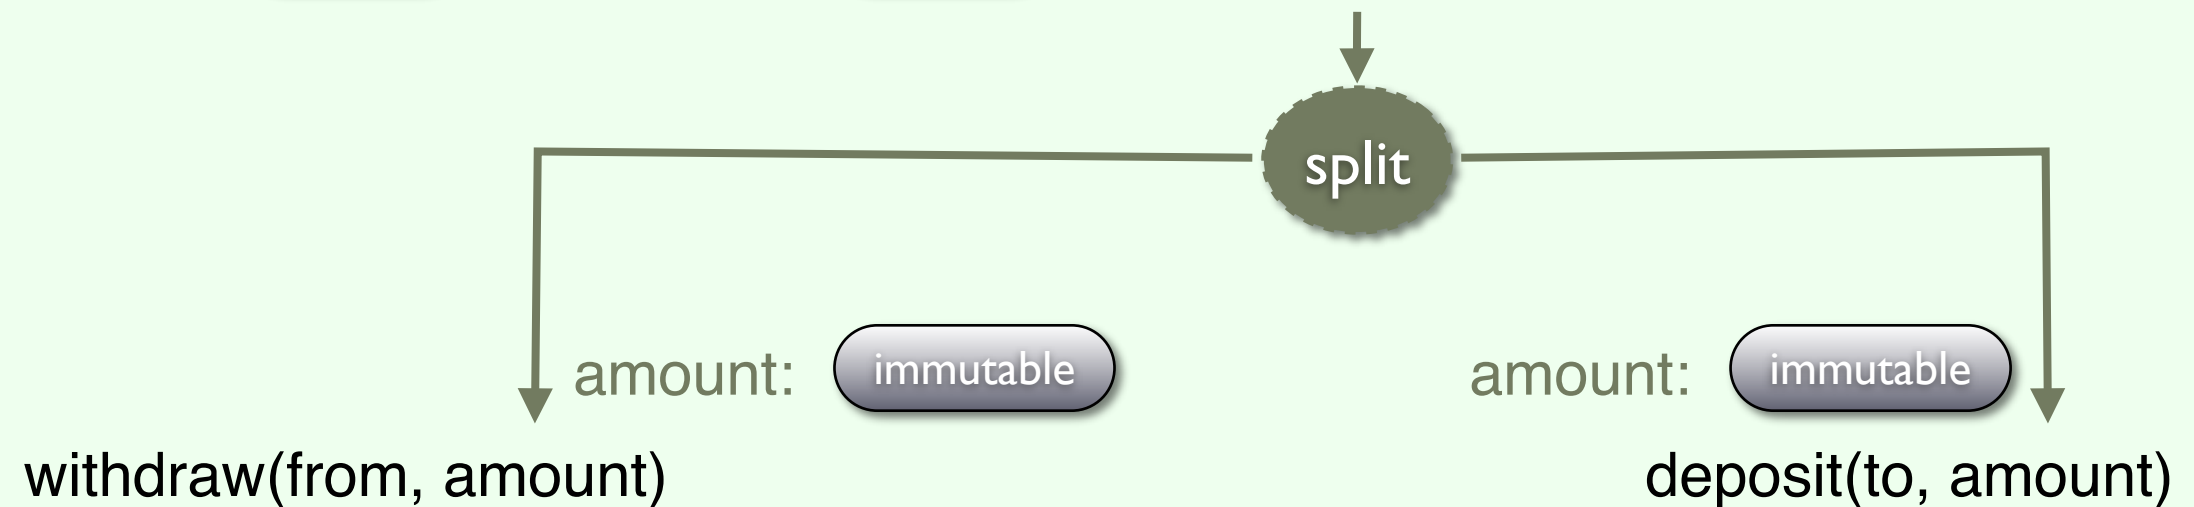 split
amount: immutable
amount: immutable
withdraw(from, amount)
deposit(to, amount)